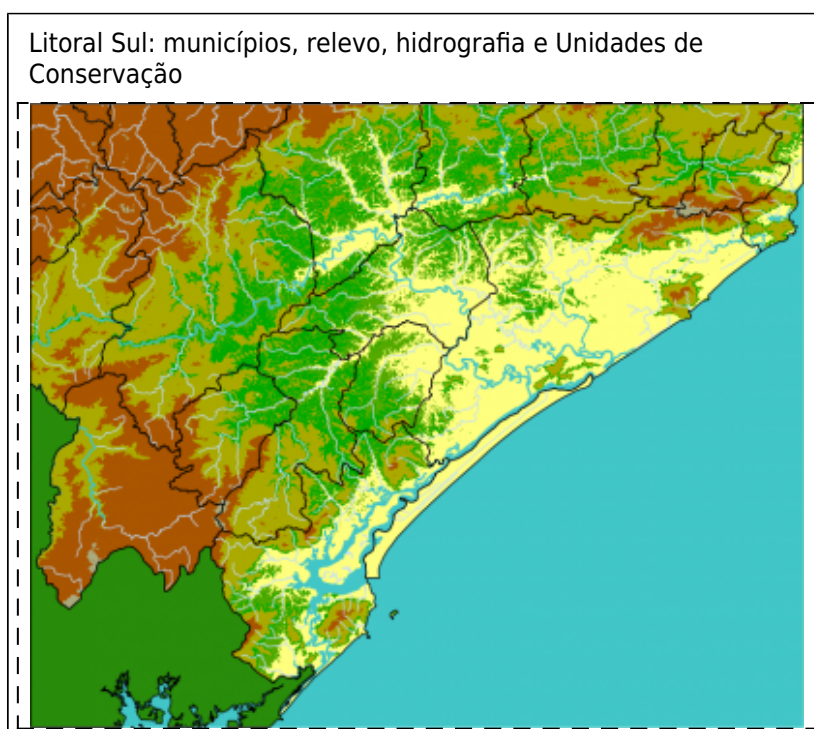 Litoral Sul: municípios, relevo, hidrografia e Unidades de
Conservação